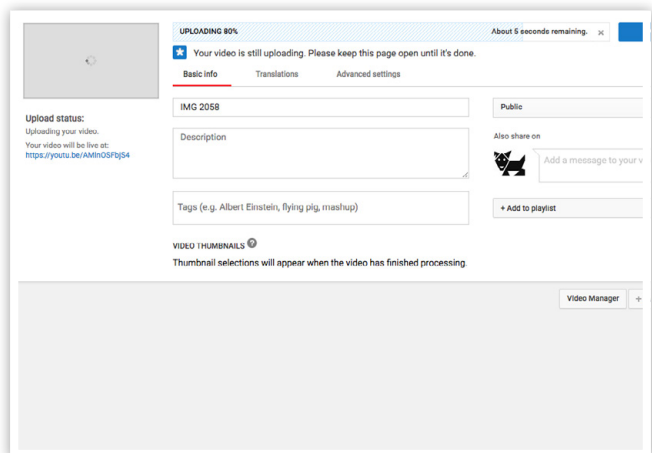 UPLOADING 80%
About 5 seconds remaining.
Your video is still uploading. Please keep this page open until it's done.
Basic info
Translations
Advanced settings
Upload status:
Uploading your video.
Your video will be live at:
https://youtu.be/AMlnOSFbjS4
IMG 2058
Description
Tags (e.g. Albert Einstein, flying pig, mashup)
VIDEO THUMBNAILS ?
Thumbnail selections will appear when the video has finished processing.
Public
Also share on
Add a message to your v
+ Add to playlist
Video Manager
+